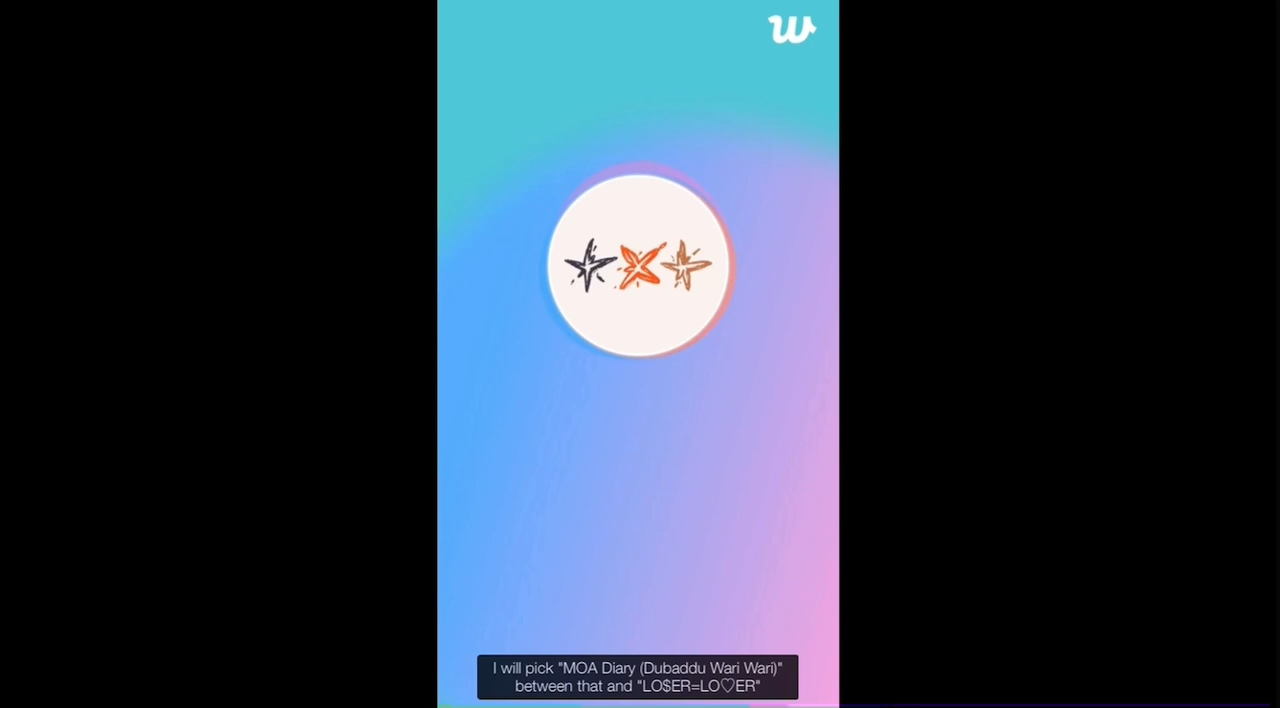 w
I will pick "MOA Diary (Dubaddu Wari Wari)"
between that and "LO$ER=LO♡ER"